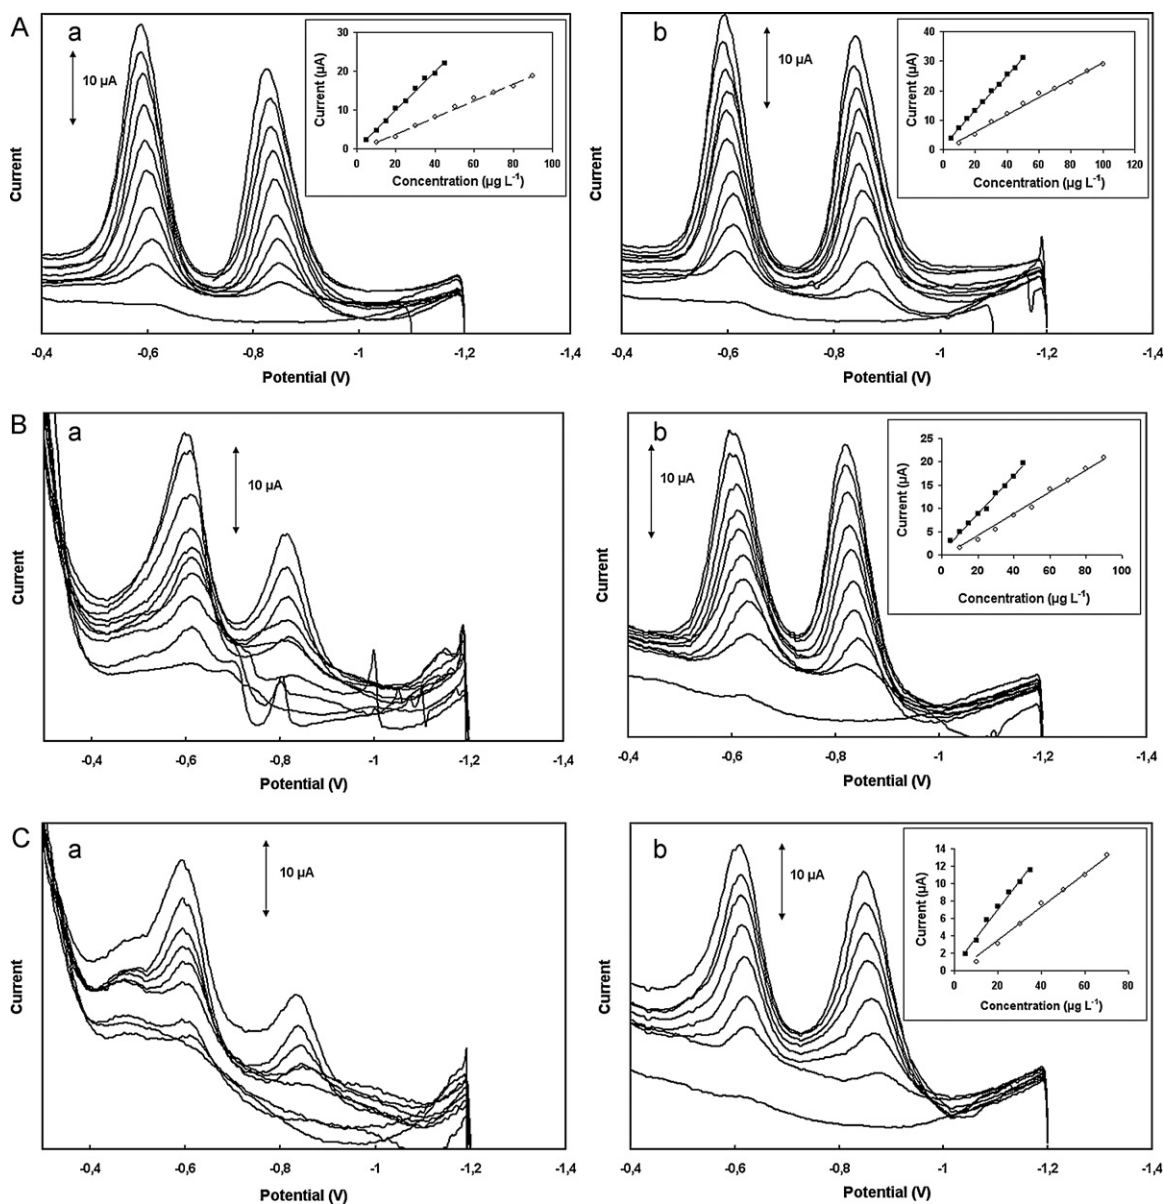 A
a
10 µA
Current
-0,4 -0,6 -0,8 -1 -1,2 -1,4
Potential (V)
Current (µA)
30
20
10
0
0 20 40 60 80 100
Concentration (µg L-1)
b
10 µA
-0,4 -0,6 -0,8 -1 -1,2 -1,4
Potential (V)
Current (µA)
40
30
20
10
0
0 20 40 60 80 100 120
Concentration (µg L-1)
B
a
10 µA
Current
-0,4 -0,6 -0,8 -1 -1,2 -1,4
Potential (V)
b
10 µA
Current
-0,4 -0,6 -0,8 -1 -1,2 -1,4
Potential (V)
Current (µA)
25
20
15
10
5
0
0 20 40 60 80 100
Concentration (µg L-1)
C
a
10 µA
Current
-0,4 -0,6 -0,8 -1 -1,2 -1,4
Potential (V)
b
10 µA
Current
-0,4 -0,6 -0,8 -1 -1,2 -1,4
Potential (V)
Current (µA)
14
12
10
8
6
4
2
0
0 20 40 60 80
Concentration (µg L-1)